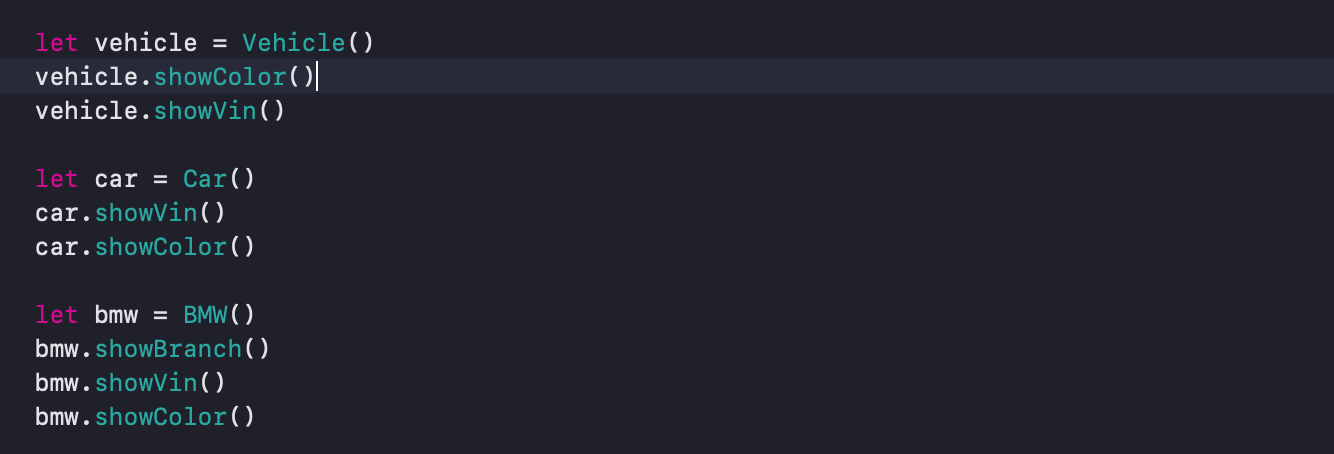 let vehicle = Vehicle()
vehicle.showColor()
vehicle.showVin()
let car = Car()
car.showVin()
car.showColor()
let bmw = BMW()
bmw.showBranch()
bmw.showVin()
bmw.showColor()